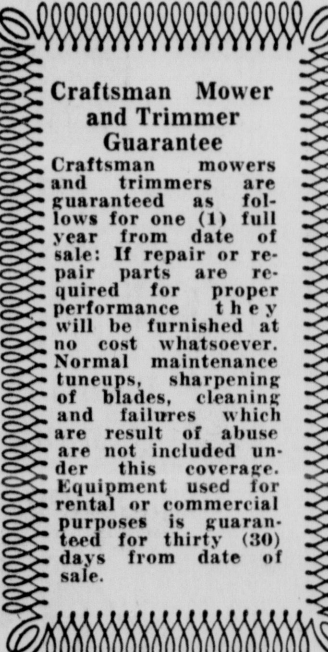 Craftsman Mower
and Trimmer
Guarantee
Craftsman mowers
and trimmers are
guaranteed as fol-
lows for one (1) full
year from date of
sale: If repair or re-
pair parts are re-
quired for proper
performance they
will be furnished at
no cost whatsoever.
Normal maintenance
tuneups, sharpening
of blades, cleaning
and failures which
are result of abuse
are not included un-
der this coverage.
Equipment used for
rental or commercial
purposes is guaran-
teed for thirty (30)
days from date of
sale.